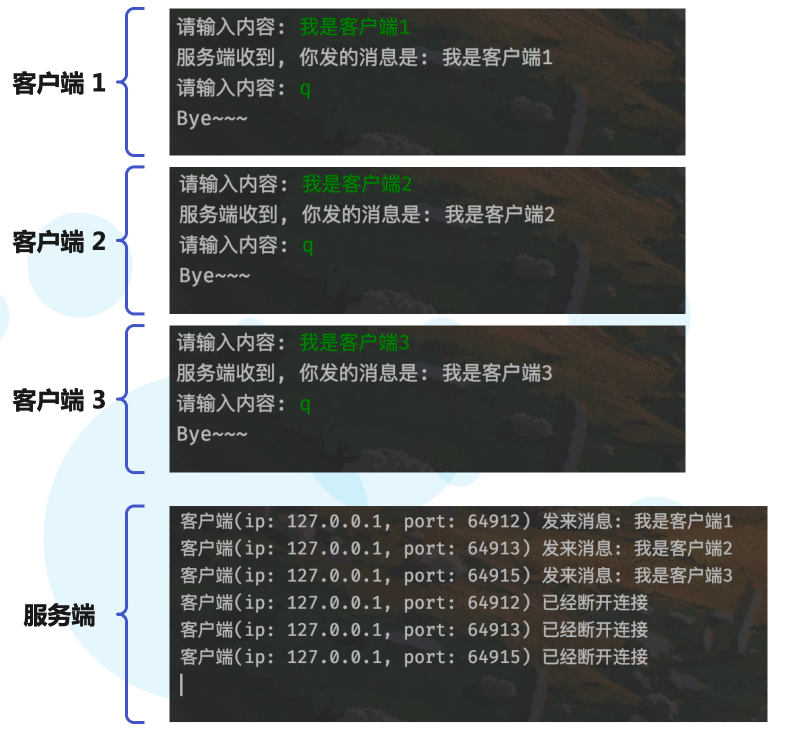 客户端 1
请输入内容: 我是客户端1
服务端收到, 你发的消息是: 我是客户端1
请输入内容: q
Bye~~~
客户端 2
请输入内容: 我是客户端2
服务端收到, 你发的消息是: 我是客户端2
请输入内容: q
Bye~~~
客户端 3
请输入内容: 我是客户端3
服务端收到, 你发的消息是: 我是客户端3
请输入内容: q
Bye~~~
服务端
客户端(ip: 127.0.0.1, port: 64912) 发来消息: 我是客户端1
客户端(ip: 127.0.0.1, port: 64913) 发来消息: 我是客户端2
客户端(ip: 127.0.0.1, port: 64915) 发来消息: 我是客户端3
客户端(ip: 127.0.0.1, port: 64912) 已经断开连接
客户端(ip: 127.0.0.1, port: 64913) 已经断开连接
客户端(ip: 127.0.0.1, port: 64915) 已经断开连接